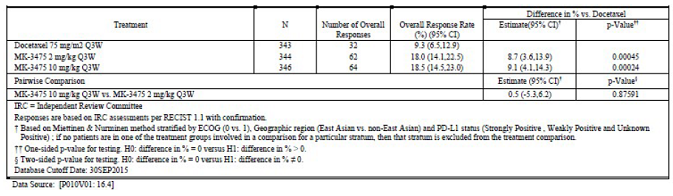 Treatment N Number of Overall Responses Overall Response Rate (%) (95% CI) Difference in % vs. Docetaxel
Estimate(95% CI)† p-Value††
Docetaxel 75 mg/m2 Q3W 343 32 9.3 (6.5,12.9)
MK-3475 2 mg/kg Q3W 344 62 18.0 (14.1,22.5) 8.7 (3.6,13.9) 0.00045
MK-3475 10 mg/kg Q3W 346 64 18.5 (14.5,23.0) 9.1 (4.1,14.3) 0.00024
Pairwise Comparison Estimate (95% CI)† p-Value§
MK-3475 10 mg/kg Q3W vs. MK-3475 2 mg/kg Q3W 0.5 (-5.3,6.2) 0.87591
IRC = Independent Review Committee
Responses are based on IRC assessments per RECIST 1.1 with confirmation.
† Based on Miettinen & Nurminen method stratified by ECOG (0 vs. 1), Geographic region (East Asian vs. non-East Asian) and PD-L1 status (Strongly Positive , Weakly Positive and Unknown
Positive) ; if no patients are in one of the treatment groups involved in a comparison for a particular stratum, then that stratum is excluded from the treatment comparison.
†† One-sided p-value for testing. H0: difference in % = 0 versus H1: difference in % > 0.
§ Two-sided p-value for testing. H0: difference in % = 0 versus H1: difference in % ≠ 0.
Database Cutoff Date: 30SEP2015
Data Source: [P010V01: 16.4]